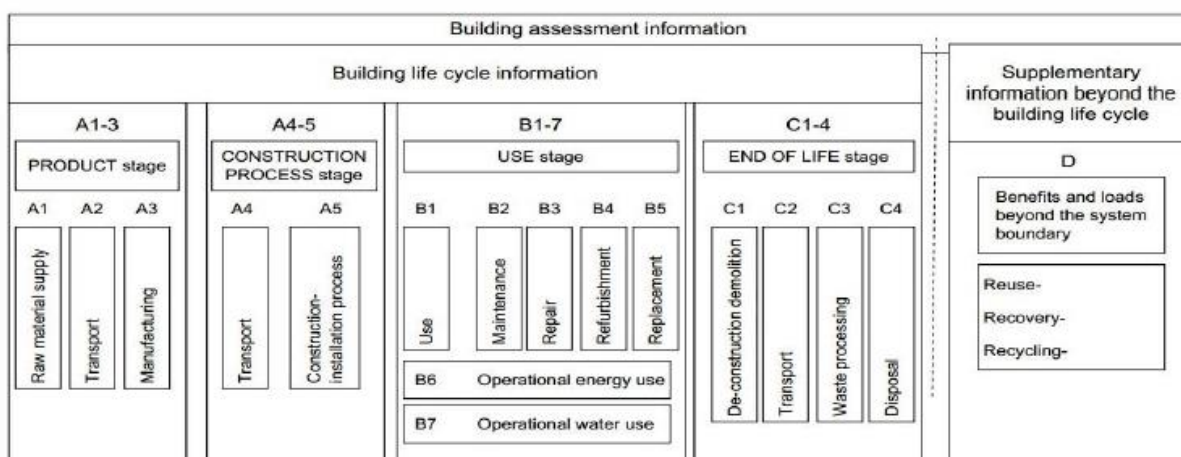 Building assessment information
Building life cycle information
Supplementary
information beyond the
building life cycle
A1-3
PRODUCT stage
A1
A2
A3
Raw material supply
Transport
Manufacturing
A4-5
CONSTRUCTION
PROCESS stage
A4
A5
Transport
Construction-
installation process
B1-7
USE stage
B1
B2
B3
B4
B5
Use
Maintenance
Repair
Refurbishment
Replacement
B6 Operational energy use
B7 Operational water use
C1-4
END OF LIFE stage
C1
C2
C3
C4
De-construction demolition
Transport
Waste processing
Disposal
D
Benefits and loads
beyond the system
boundary
Reuse-
Recovery-
Recycling-